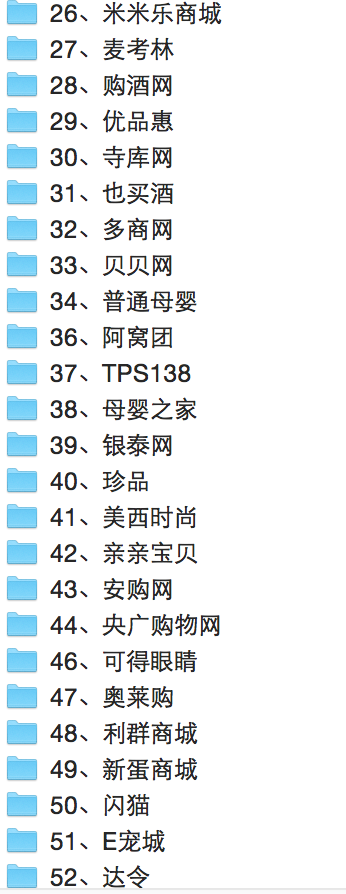 26、米米乐商城
27、麦考林
28、购酒网
29、优品惠
30、寺库网
31、也买酒
32、多商网
33、贝贝网
34、普通母婴
36、阿窝团
37、TPS138
38、母婴之家
39、银泰网
40、珍品
41、美西时尚
42、亲亲宝贝
43、安购网
44、央广购物网
46、可得眼睛
47、奥莱购
48、利群商城
49、新蛋商城
50、闪猫
51、E宠城
52、达令